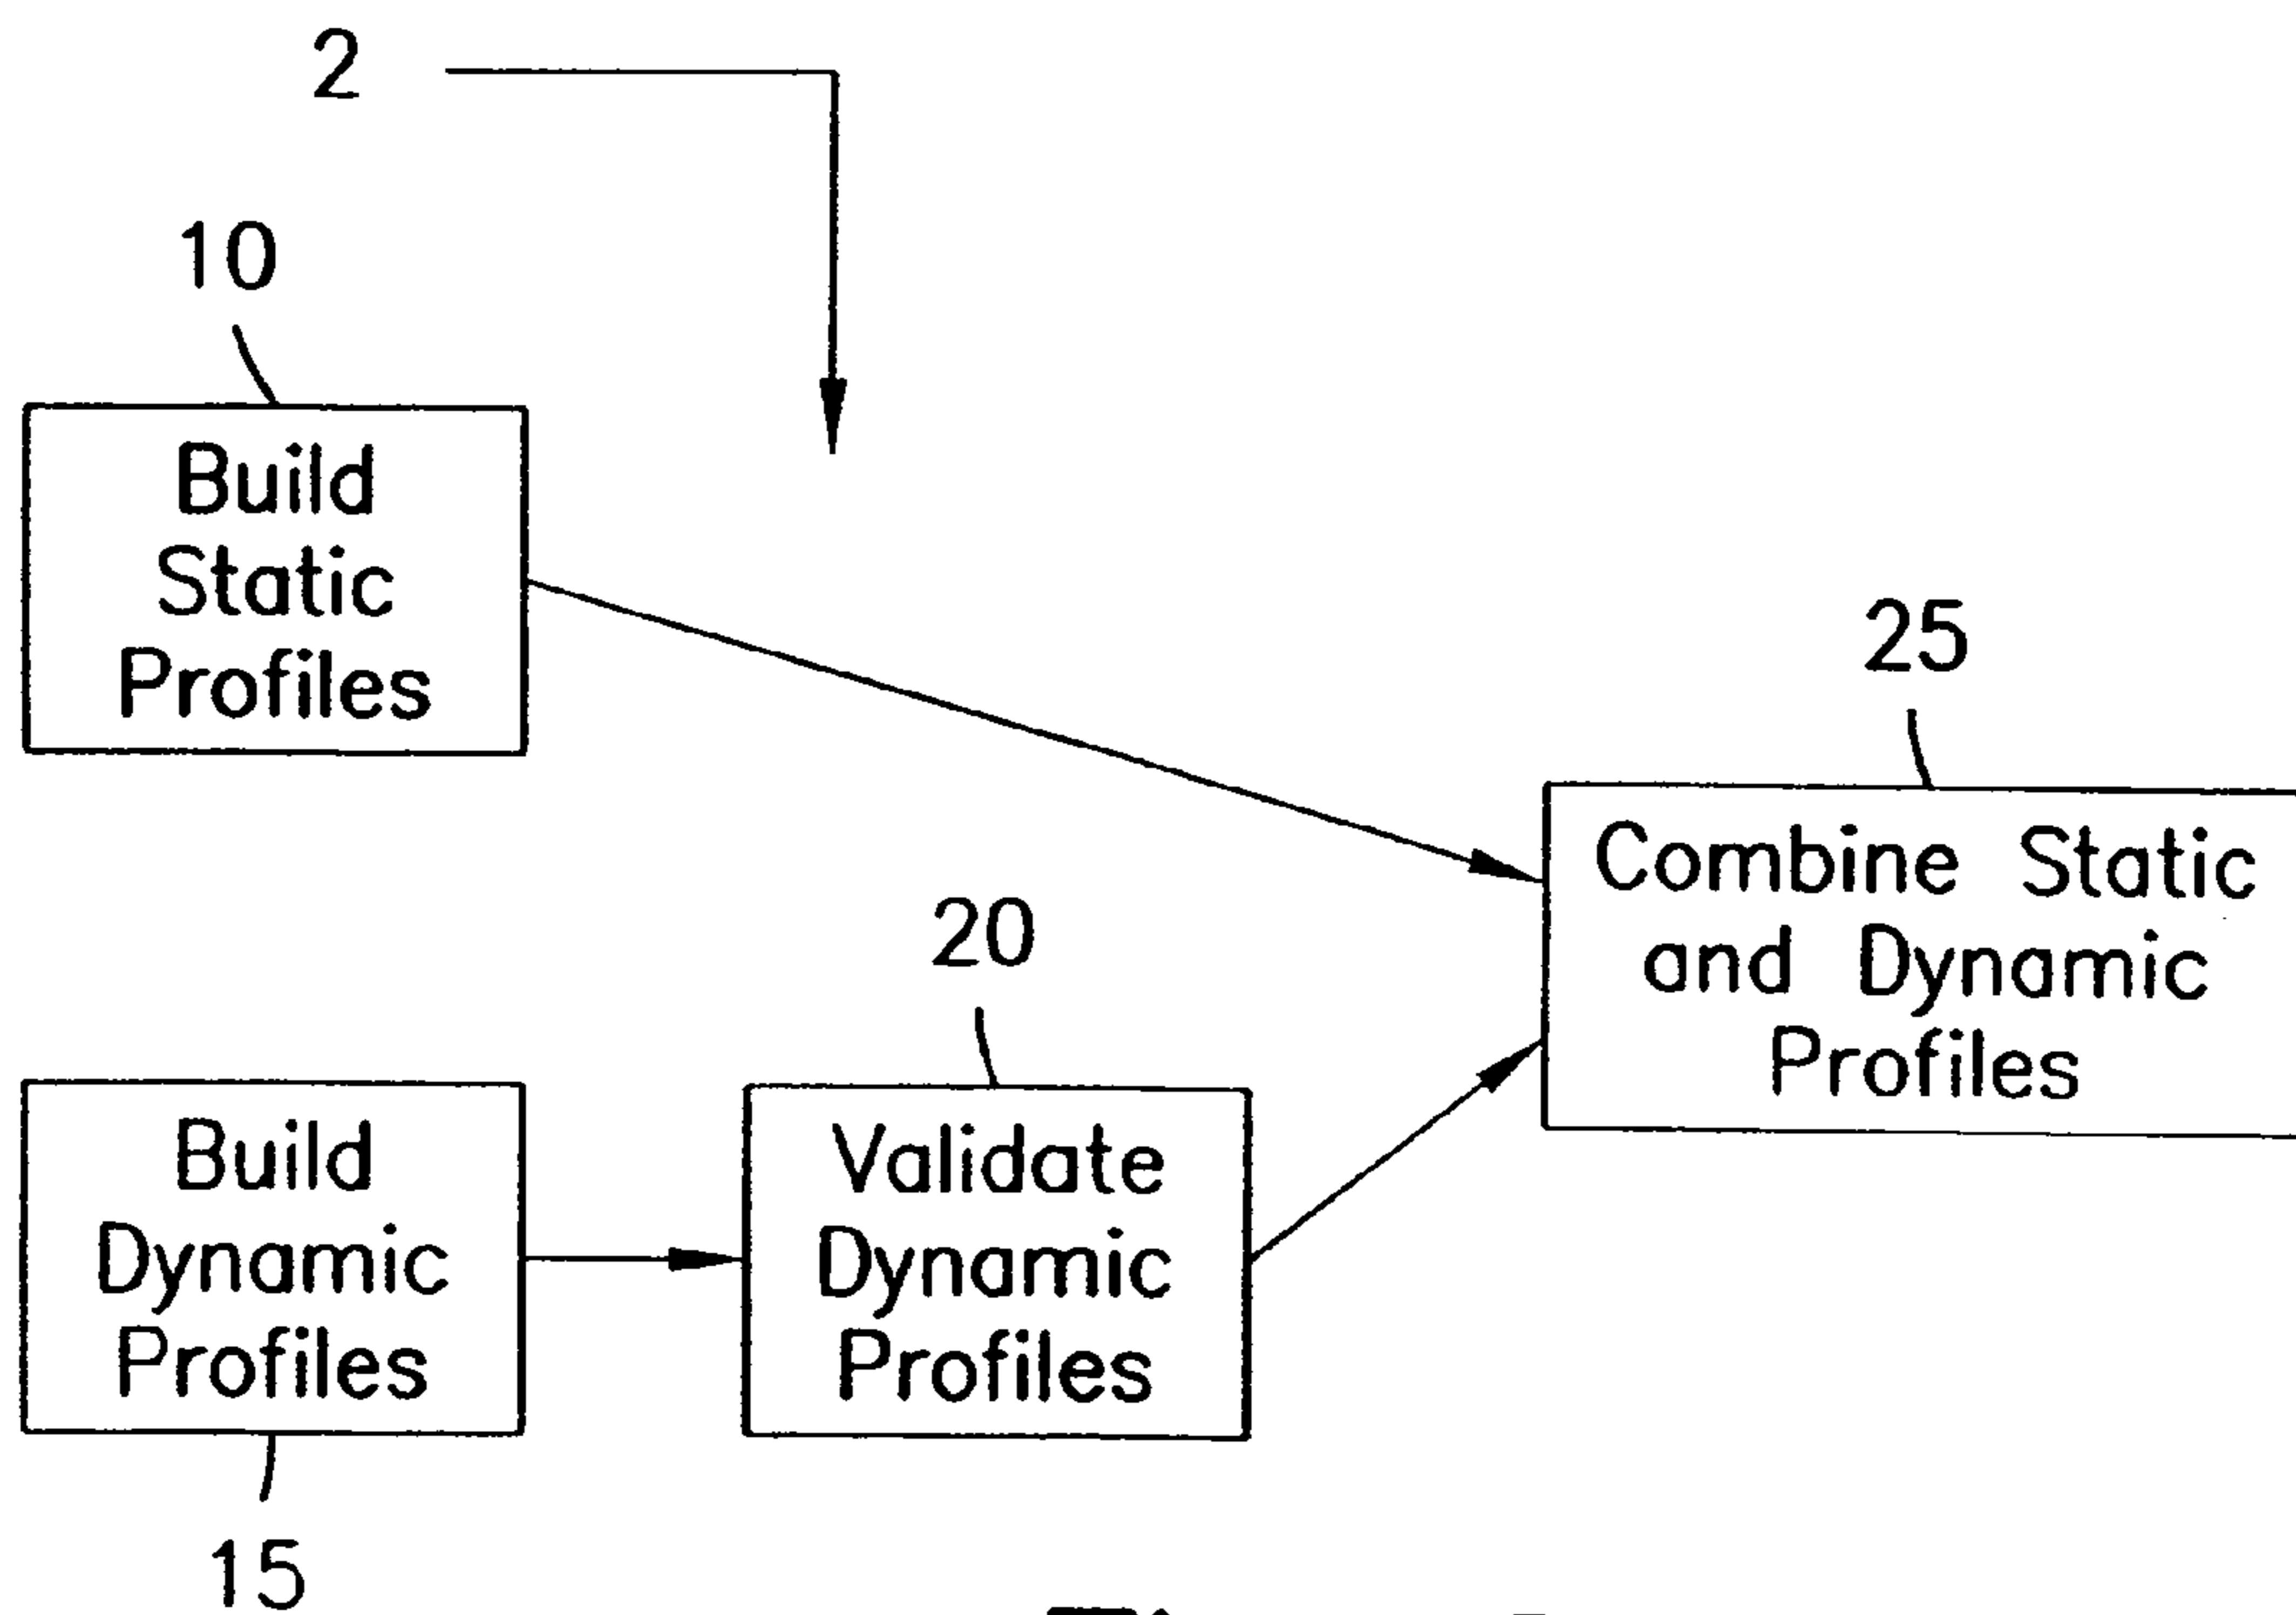 2
10
Build
Static
Profiles
25
Combine Static
and Dynamic
Profiles
20
Build
Dynamic
Profiles
Validate
Dynamic
Profiles
15